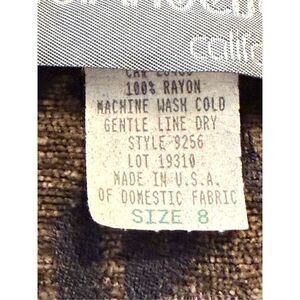 100% RAYON
MACHINE WASH COLD
GENTLE LINE DRY
STYLE 9256
LOT 19310
MADE IN U.S.A.
OF DOMESTIC FABRIC
SIZE 8